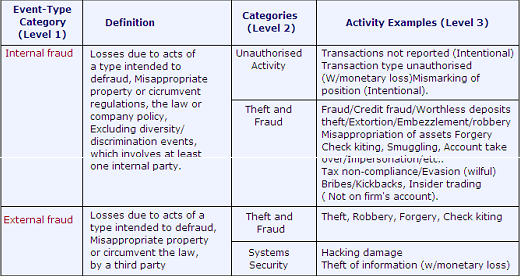 Event-Type
Category
(Level 1)
Definition
Categories
(Level 2)
Activity Examples (Level 3)
Internal fraud
Losses due to acts of
a type intended to
defraud, Misappropriate
property or cicrumvent
regulations, the law or
company policy,
Excluding diversity/
discrimination events,
which involves at least
one internal party.
Unauthorised
Activity
Transactions not reported (Intentional)
Transaction type unauthorised
(W/monetary loss)Mismarking of
position (Intentional).
Theft and
Fraud
Fraud/Credit fraud/Worthless deposits
theft/Extortion/Embezzlement/robbery
Misappropriation of assets Forgery
Check kiting, Smuggling, Account take
over/Impersonation/etc..
Tax non-compliance/Evasion (wilful)
Bribes/Kickbacks, Insider trading
( Not on firm's account).
External fraud
Losses due to acts of a
type intended to defraud,
Misappropriate property
or circumvent the law,
by a third party
Theft and
Fraud
Theft, Robbery, Forgery, Check kiting
Systems
Security
Hacking damage
Theft of information (w/monetary loss)